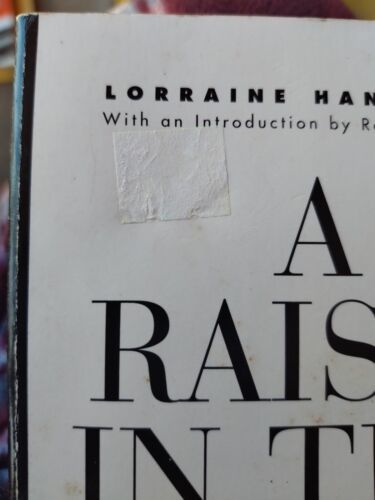 LORRAINE HAN
With an Introduction by R
A
RAIS
IN T